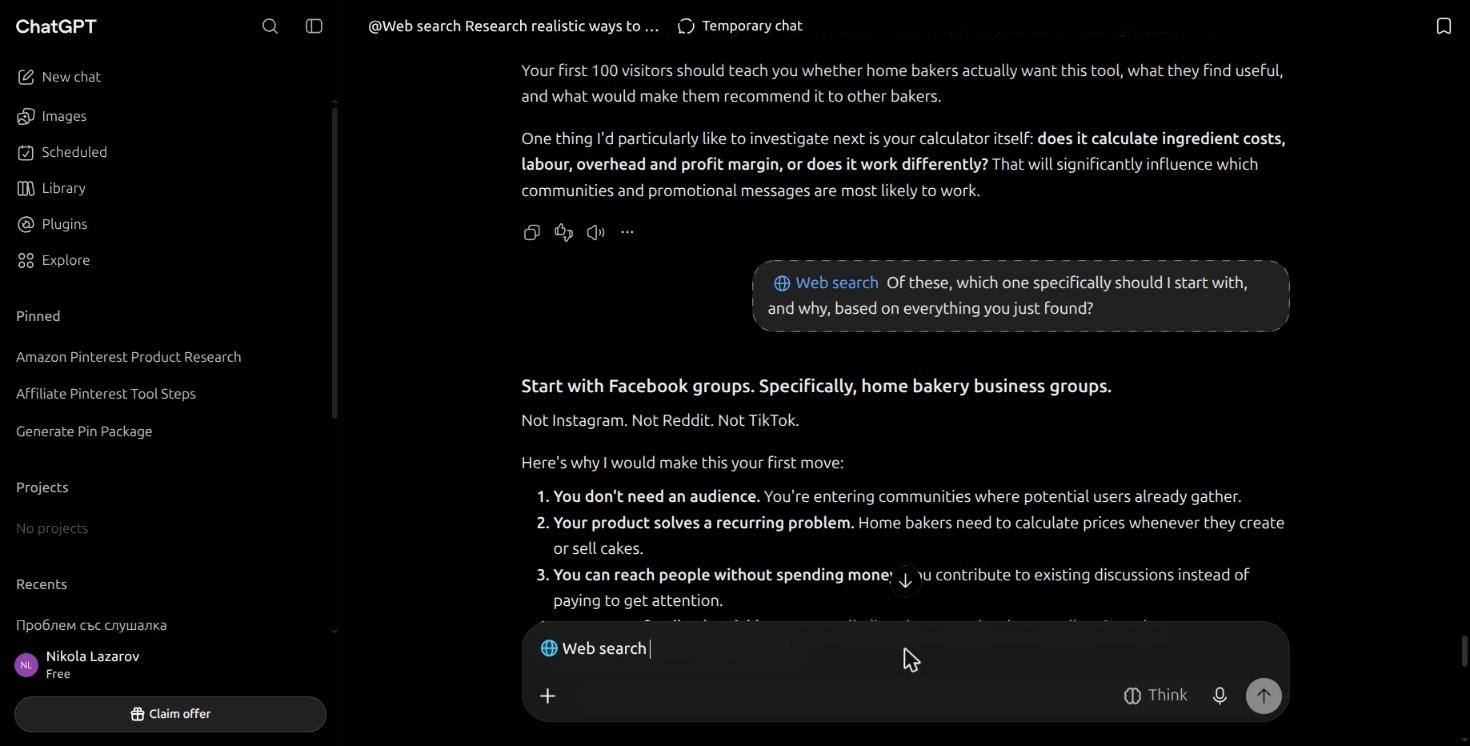 ChatGPT
New chat
Images
Scheduled
Library
Plugins
Explore
Pinned
Amazon Pinterest Product Research
Affiliate Pinterest Tool Steps
Generate Pin Package
Projects
No projects
Recents
Проблем със слушалка
NL
Nikola Lazarov
Free
Claim offer
@Web search Research realistic ways to ...
Temporary chat
Your first 100 visitors should teach you whether home bakers actually want this tool, what they find useful,
and what would make them recommend it to other bakers.
One thing I'd particularly like to investigate next is your calculator itself: does it calculate ingredient costs,
labour, overhead and profit margin, or does it work differently? That will significantly influence which
communities and promotional messages are most likely to work.
Web search Of these, which one specifically should I start with,
and why, based on everything you just found?
Start with Facebook groups. Specifically, home bakery business groups.
Not Instagram. Not Reddit. Not TikTok.
Here's why I would make this your first move:
1. You don't need an audience. You're entering communities where potential users already gather.
2. Your product solves a recurring problem. Home bakers need to calculate prices whenever they create
or sell cakes.
3. You can reach people without spending contribute to existing discussions instead of
paying to get attention.
Web search
Think